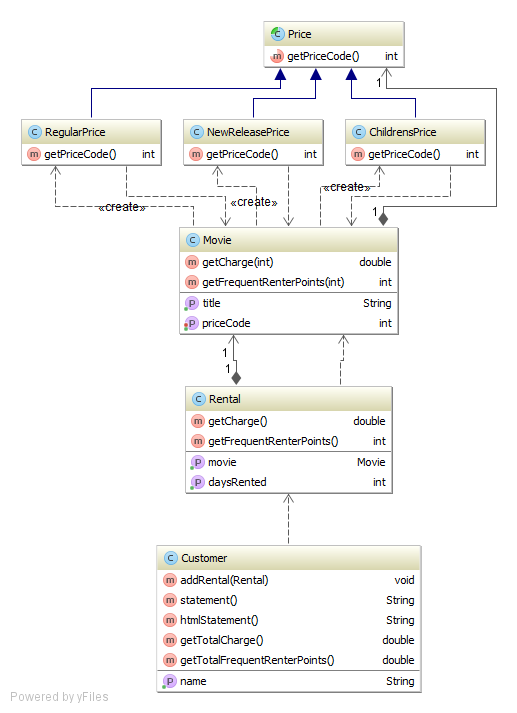 Price
getPriceCode() int
1
RegularPrice
getPriceCode() int
NewReleasePrice
getPriceCode() int
ChildrensPrice
getPriceCode() int
«create»
«create»
«create»
1
Movie
getCharge(int) double
getFrequentRenterPoints(int) int
title String
priceCode int
1
1
Rental
getCharge() double
getFrequentRenterPoints() int
movie Movie
daysRented int
Customer
addRental(Rental) void
statement() String
htmlStatement() String
getTotalCharge() double
getTotalFrequentRenterPoints() double
name String
Powered by yFiles